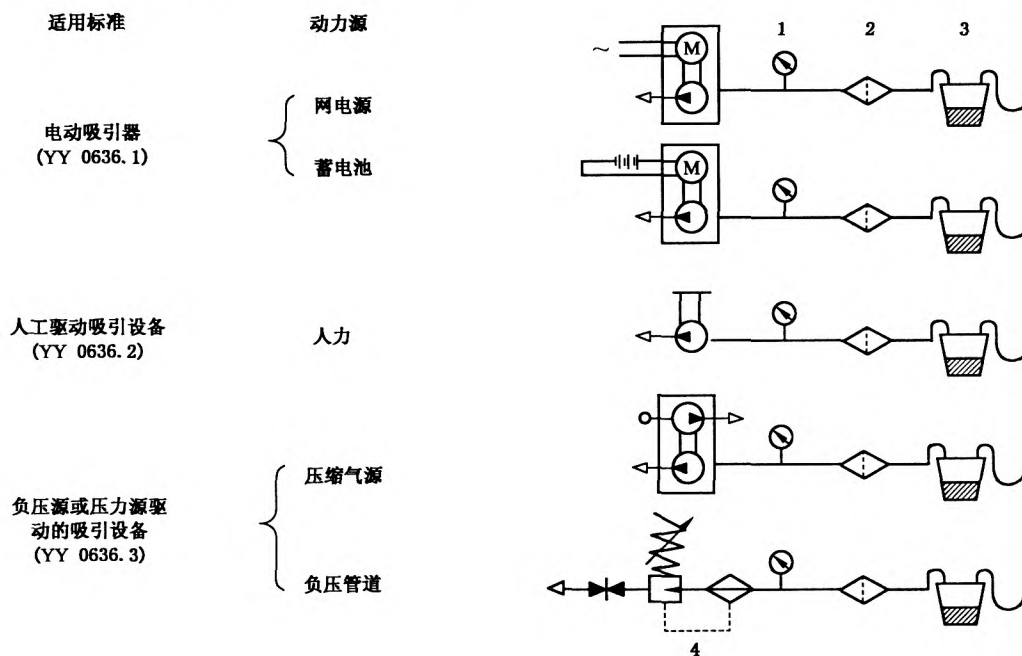 适用标准
动力源
1
2
3
~
M
网电源
电动吸引器
(YY 0636.1)
蓄电池
M
人工驱动吸引设备
(YY 0636.2)
人力
压缩气源
负压源或压力源驱
动的吸引设备
(YY 0636.3)
负压管道
4